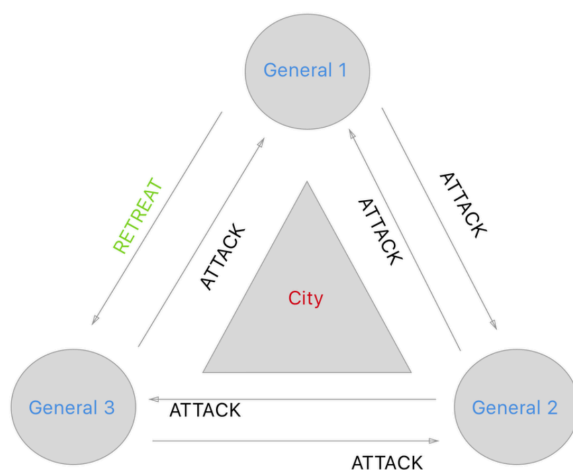 General 1
RETREAT
ATTACK
ATTACK
ATTACK
City
General 3
ATTACK
General 2
ATTACK